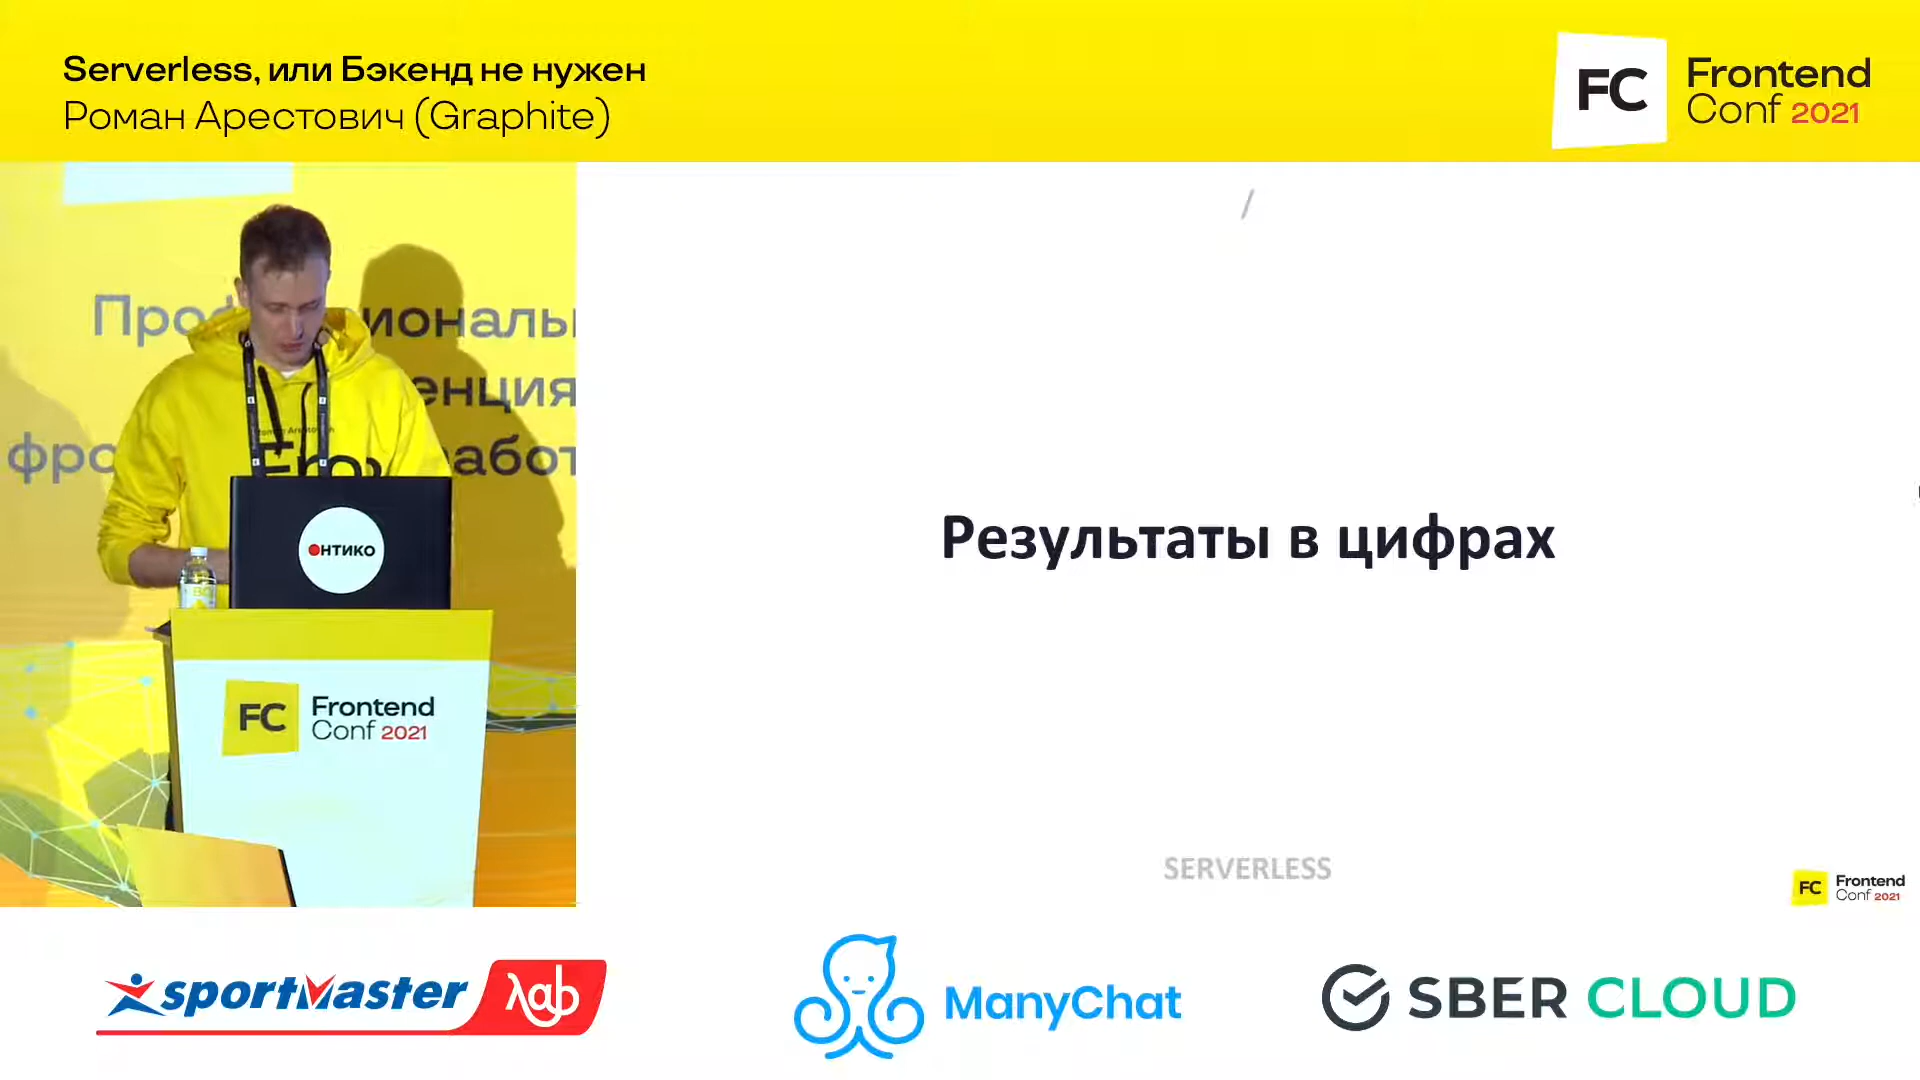 Serverless, или Бэкенд не нужен
Роман Арестович (Graphite)
FC
Frontend
Conf 2021
/
Результаты в цифрах
ОНТИКО
FC
Frontend
Conf 2021
SERVERLESS
FC
Frontend
Conf 2021
sportmaster лаб
ManyChat
SBER CLOUD